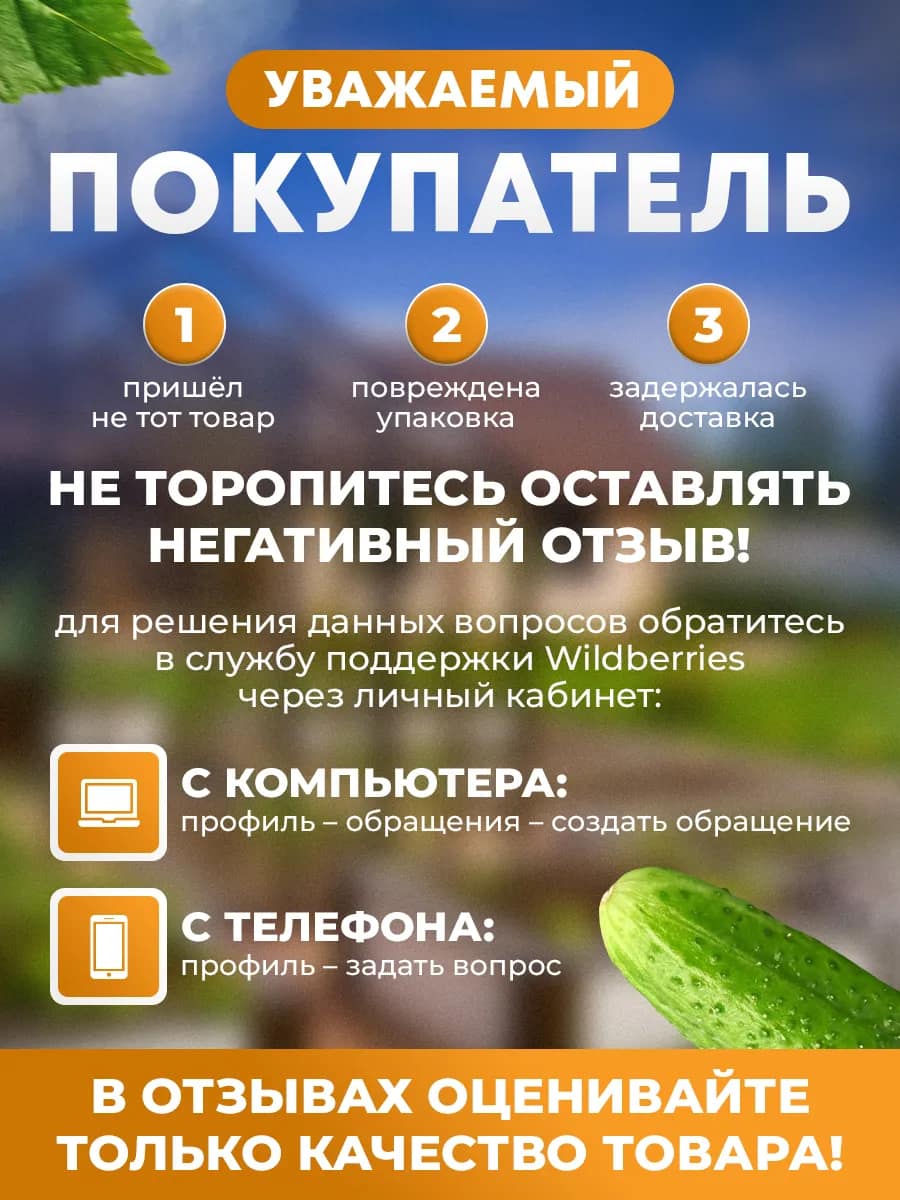 УВАЖАЕМЫЙ
ПОКУПАТЕЛЬ
1
2
3
пришёл
не тот товар
повреждена
упаковка
задержалась
доставка
НЕ ТОРОПИТЕСЬ ОСТАВЛЯТЬ
НЕГАТИВНЫЙ ОТЗЫВ!
для решения данных вопросов обратитесь
в службу поддержки Wildberries
через личный кабинет:
С КОМПЬЮТЕРА:
профиль – обращения – создать обращение
С ТЕЛЕФОНА:
профиль – задать вопрос
В ОТЗЫВАХ ОЦЕНИВАЙТЕ
ТОЛЬКО КАЧЕСТВО ТОВАРА!